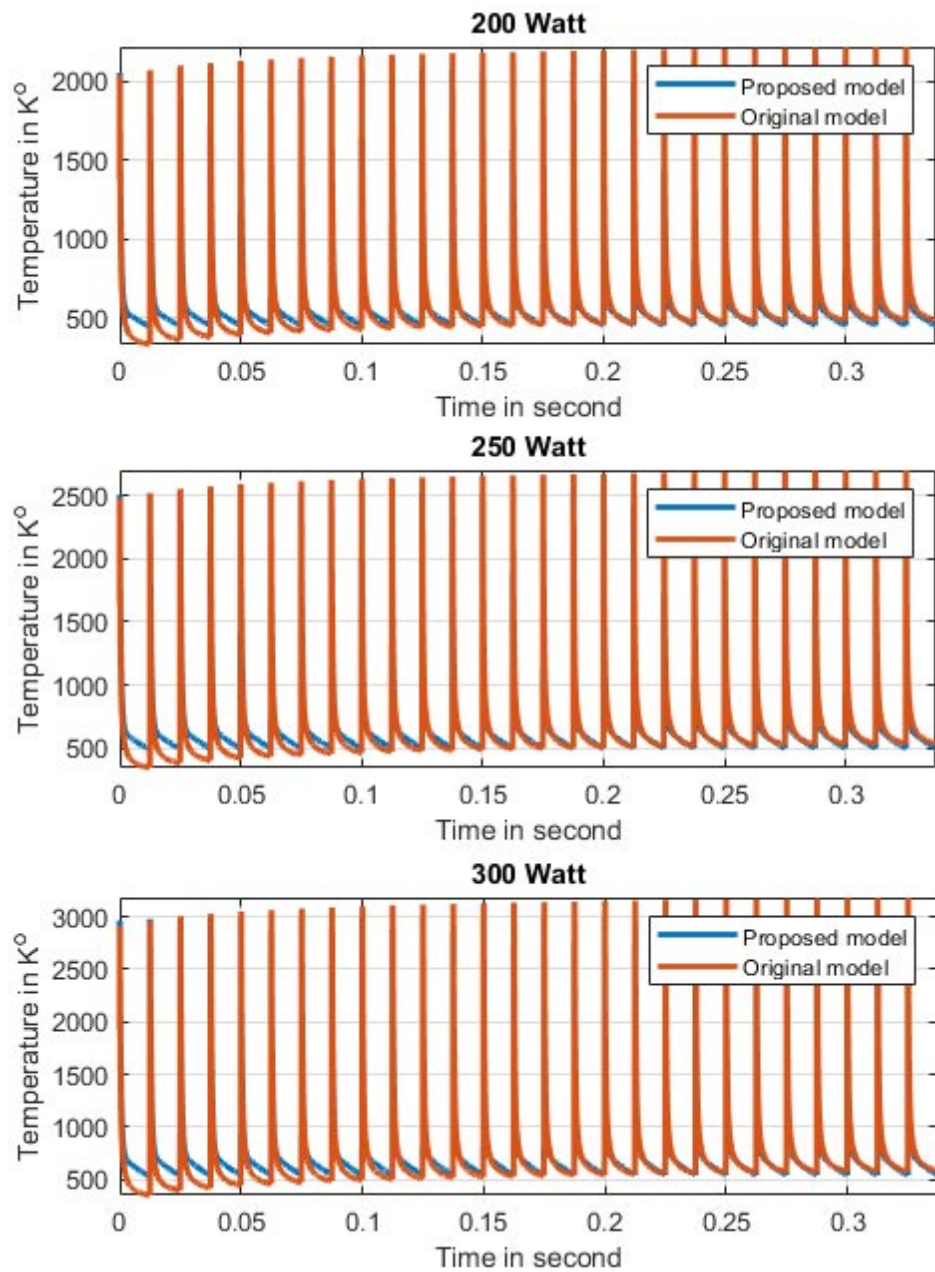 200 Watt
2000
1500
1000
500
Temperature in K°
Proposed model
Original model
0 0.05 0.1 0.15 0.2 0.25 0.3
Time in second
250 Watt
2500
2000
1500
1000
500
Temperature in K°
Proposed model
Original model
0 0.05 0.1 0.15 0.2 0.25 0.3
Time in second
300 Watt
3000
2500
2000
1500
1000
500
Temperature in K°
Proposed model
Original model
0 0.05 0.1 0.15 0.2 0.25 0.3
Time in second